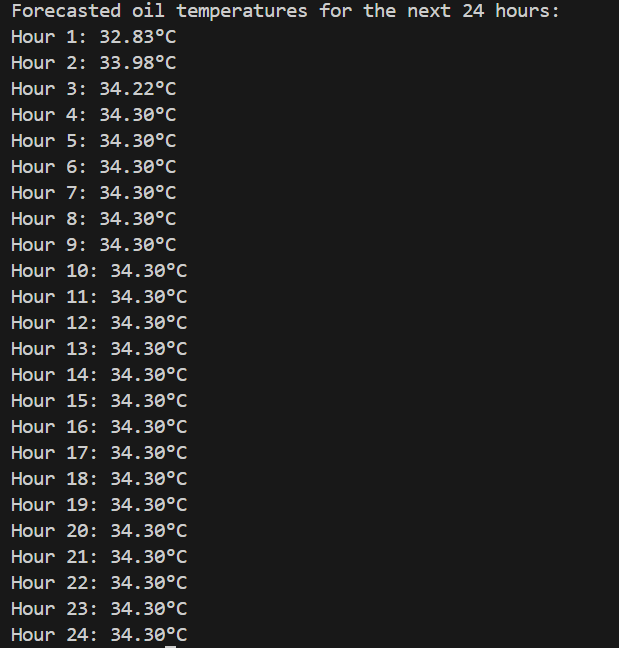 Forecasted oil temperatures for the next 24 hours:
Hour 1: 32.83°C
Hour 2: 33.98°C
Hour 3: 34.22°C
Hour 4: 34.30°C
Hour 5: 34.30°C
Hour 6: 34.30°C
Hour 7: 34.30°C
Hour 8: 34.30°C
Hour 9: 34.30°C
Hour 10: 34.30°C
Hour 11: 34.30°C
Hour 12: 34.30°C
Hour 13: 34.30°C
Hour 14: 34.30°C
Hour 15: 34.30°C
Hour 16: 34.30°C
Hour 17: 34.30°C
Hour 18: 34.30°C
Hour 19: 34.30°C
Hour 20: 34.30°C
Hour 21: 34.30°C
Hour 22: 34.30°C
Hour 23: 34.30°C
Hour 24: 34.30°C